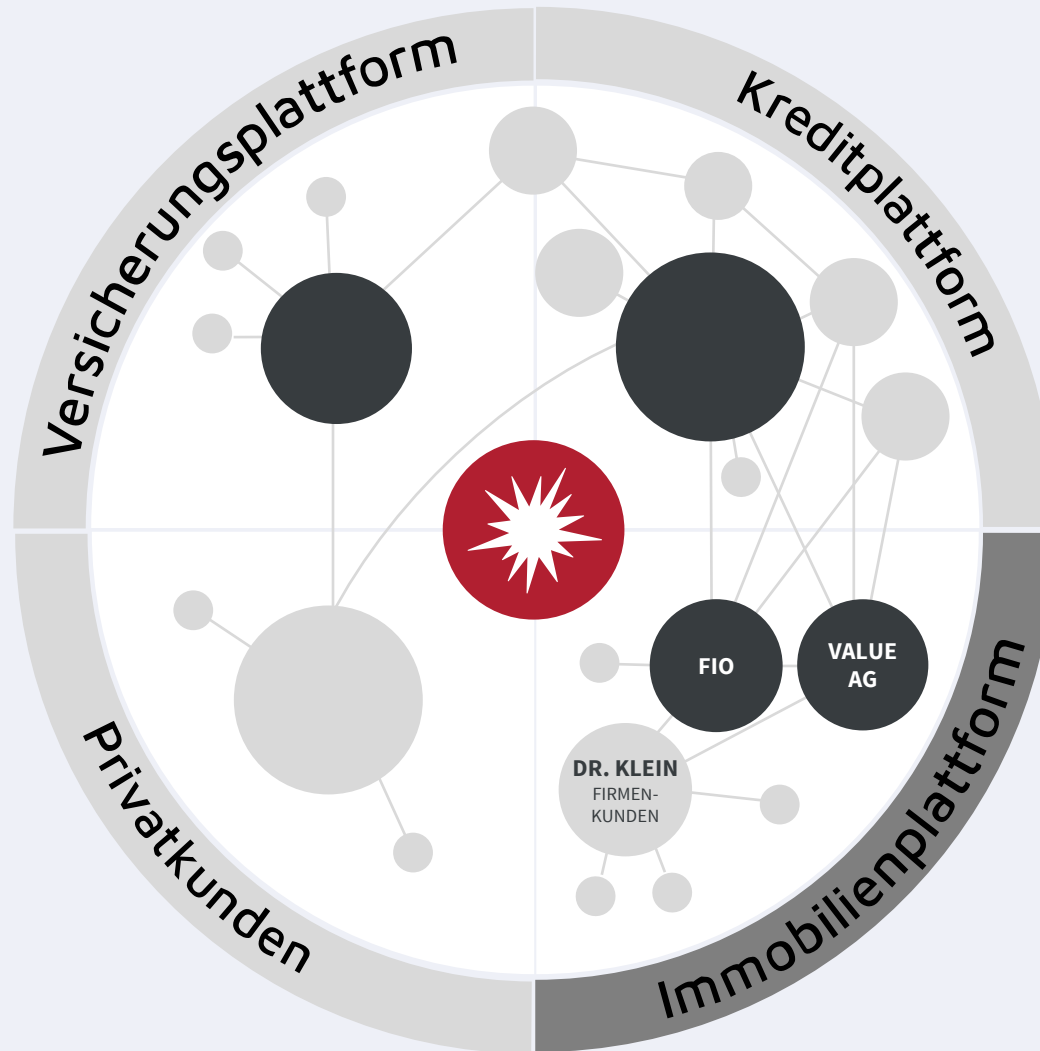 Versicherungsplattform
Kreditplattform
FIO
VALUE
AG
DR. KLEIN
FIRMEN-
KUNDEN
Privatkunden
Immobilienplattform